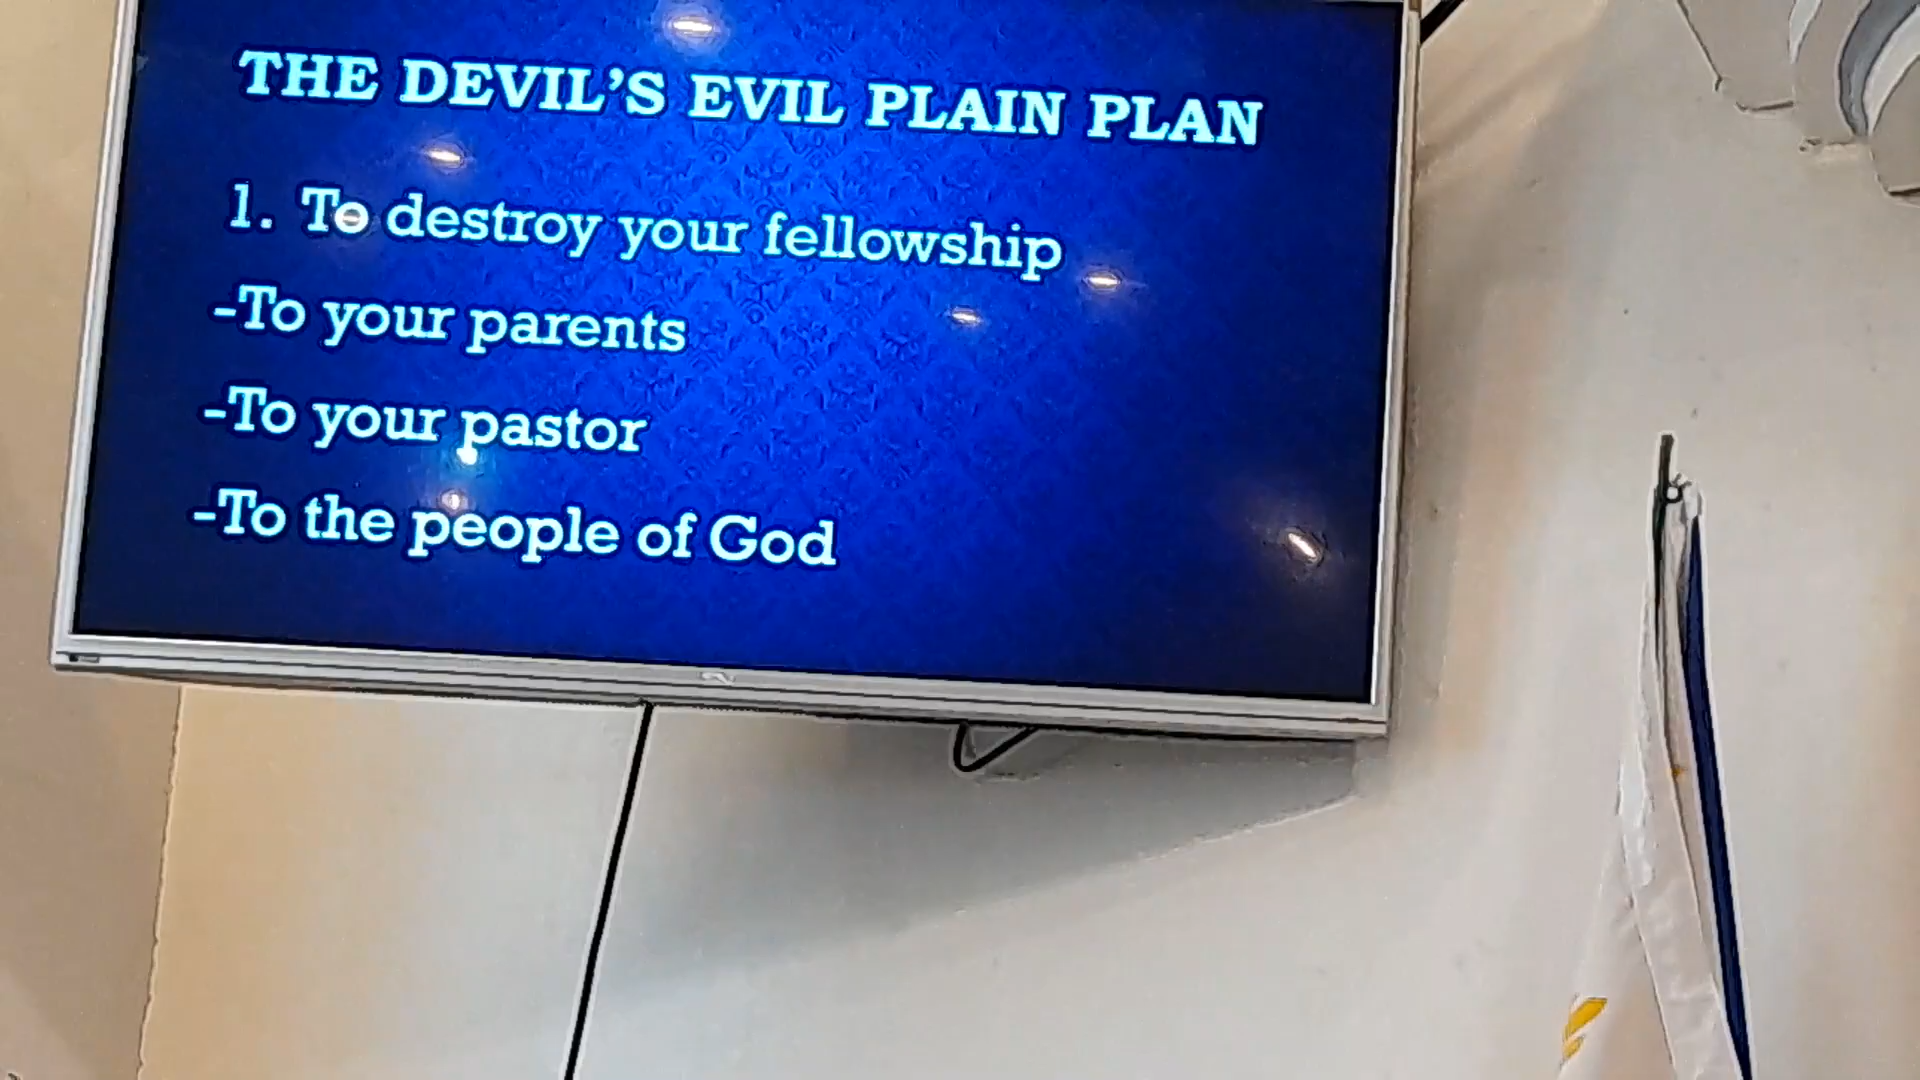 THE DEVIL'S EVIL PLAIN PLAN
1. To destroy your fellowship
-To your parents
-To your pastor
-To the people of God